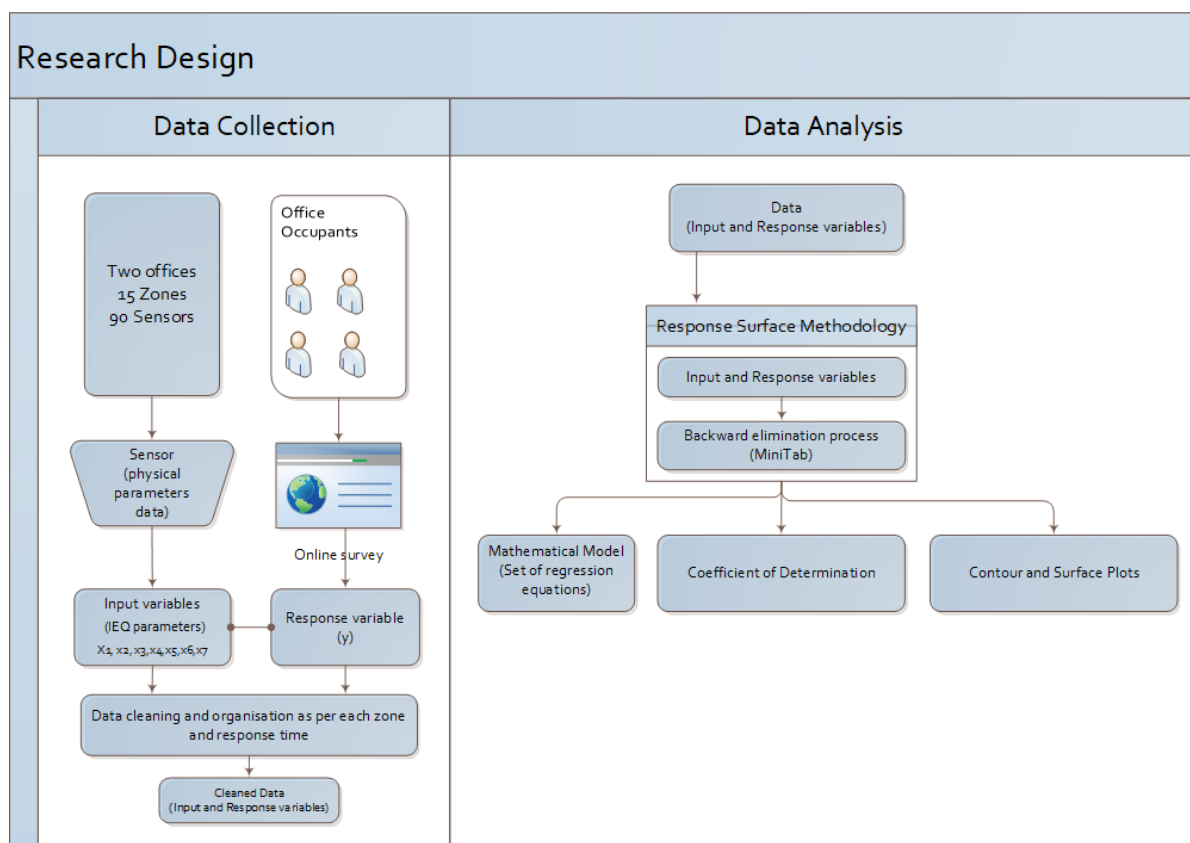 Research Design
Data Collection
Two offices
15 Zones
90 Sensors
Office
Occupants
Sensor
(physical
parameters
data)
Online survey
Input variables
(IEQ parameters)
X1, x2, x3,x4,x5,x6,x7
Response variable
(y)
Data cleaning and organisation as per each zone
and response time
Cleaned Data
(Input and Response variables)
Data Analysis
Data
(Input and Response variables)
Response Surface Methodology
Input and Response variables
Backward elimination process
(MiniTab)
Mathematical Model
(Set of regression
equations)
Coefficient of Determination
Contour and Surface Plots